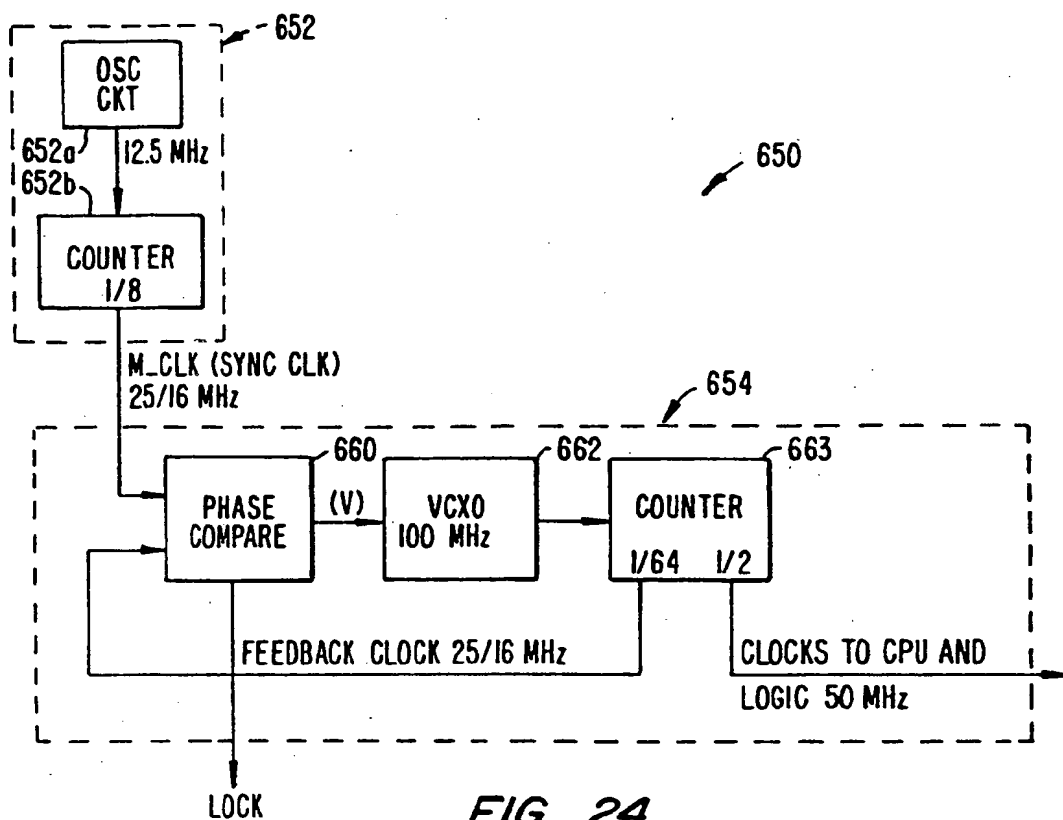 652
OSC
CKT
652a
12.5 MHz
652b
650
COUNTER
1/8
M_CLK (SYNC CLK)
25/16 MHz
654
660
662
663
PHASE
COMPARE
(V)
VCXO
100 MHz
COUNTER
1/64 1/2
FEEDBACK CLOCK 25/16 MHz
CLOCKS TO CPU AND
LOGIC 50 MHz
LOCK
FIG. 24